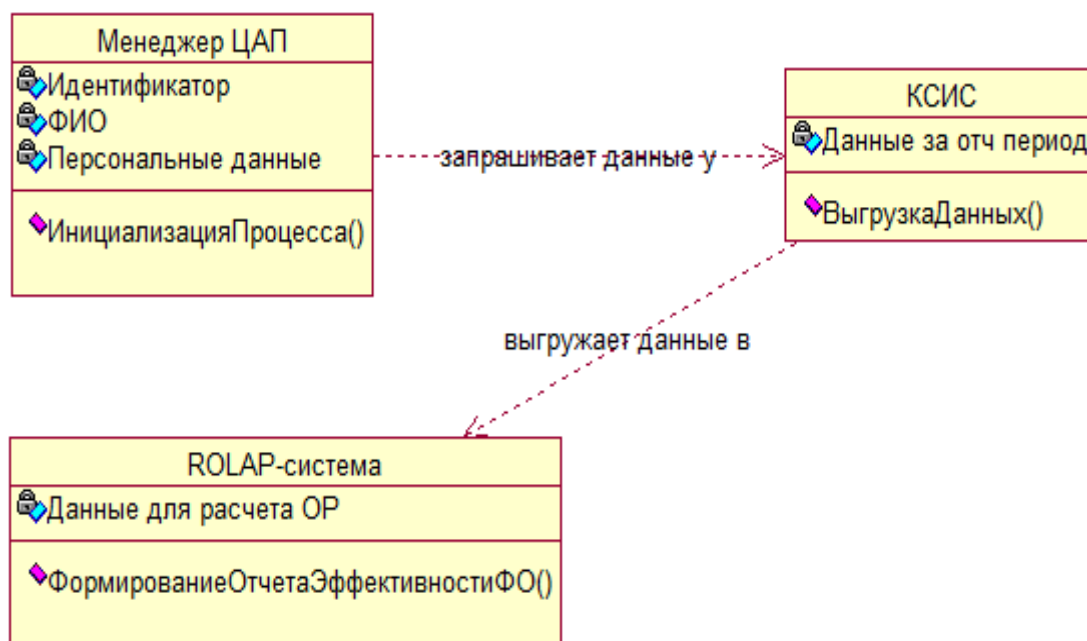 Менеджер ЦАП
Идентификатор
ФИО
Персональные данные
ИнициализацияПроцесса()
запрашивает данные у
КСИС
Данные за отч период
ВыгрузкаДанных()
выгружает данные в
ROLAP-система
Данные для расчета ОР
ФормированиеОтчетаЭффективностиФО()